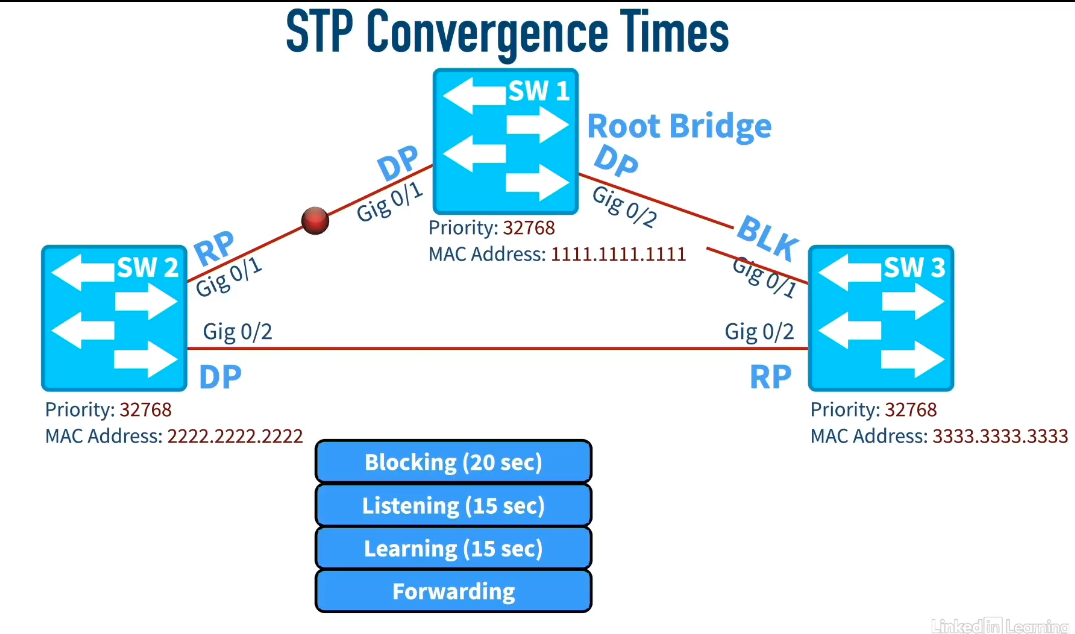 STP Convergence Times
SW 1
Root Bridge
DP
Gig 0/1
DP
Gig 0/2
Priority: 32768
MAC Address: 1111.1111.1111
RP
Gig 0/1
BLK
Gig 0/1
SW 2
SW 3
Gig 0/2
Gig 0/2
DP
RP
Priority: 32768
MAC Address: 2222.2222.2222
Priority: 32768
MAC Address: 3333.3333.3333
Blocking (20 sec)
Listening (15 sec)
Learning (15 sec)
Forwarding
Linked in Learning